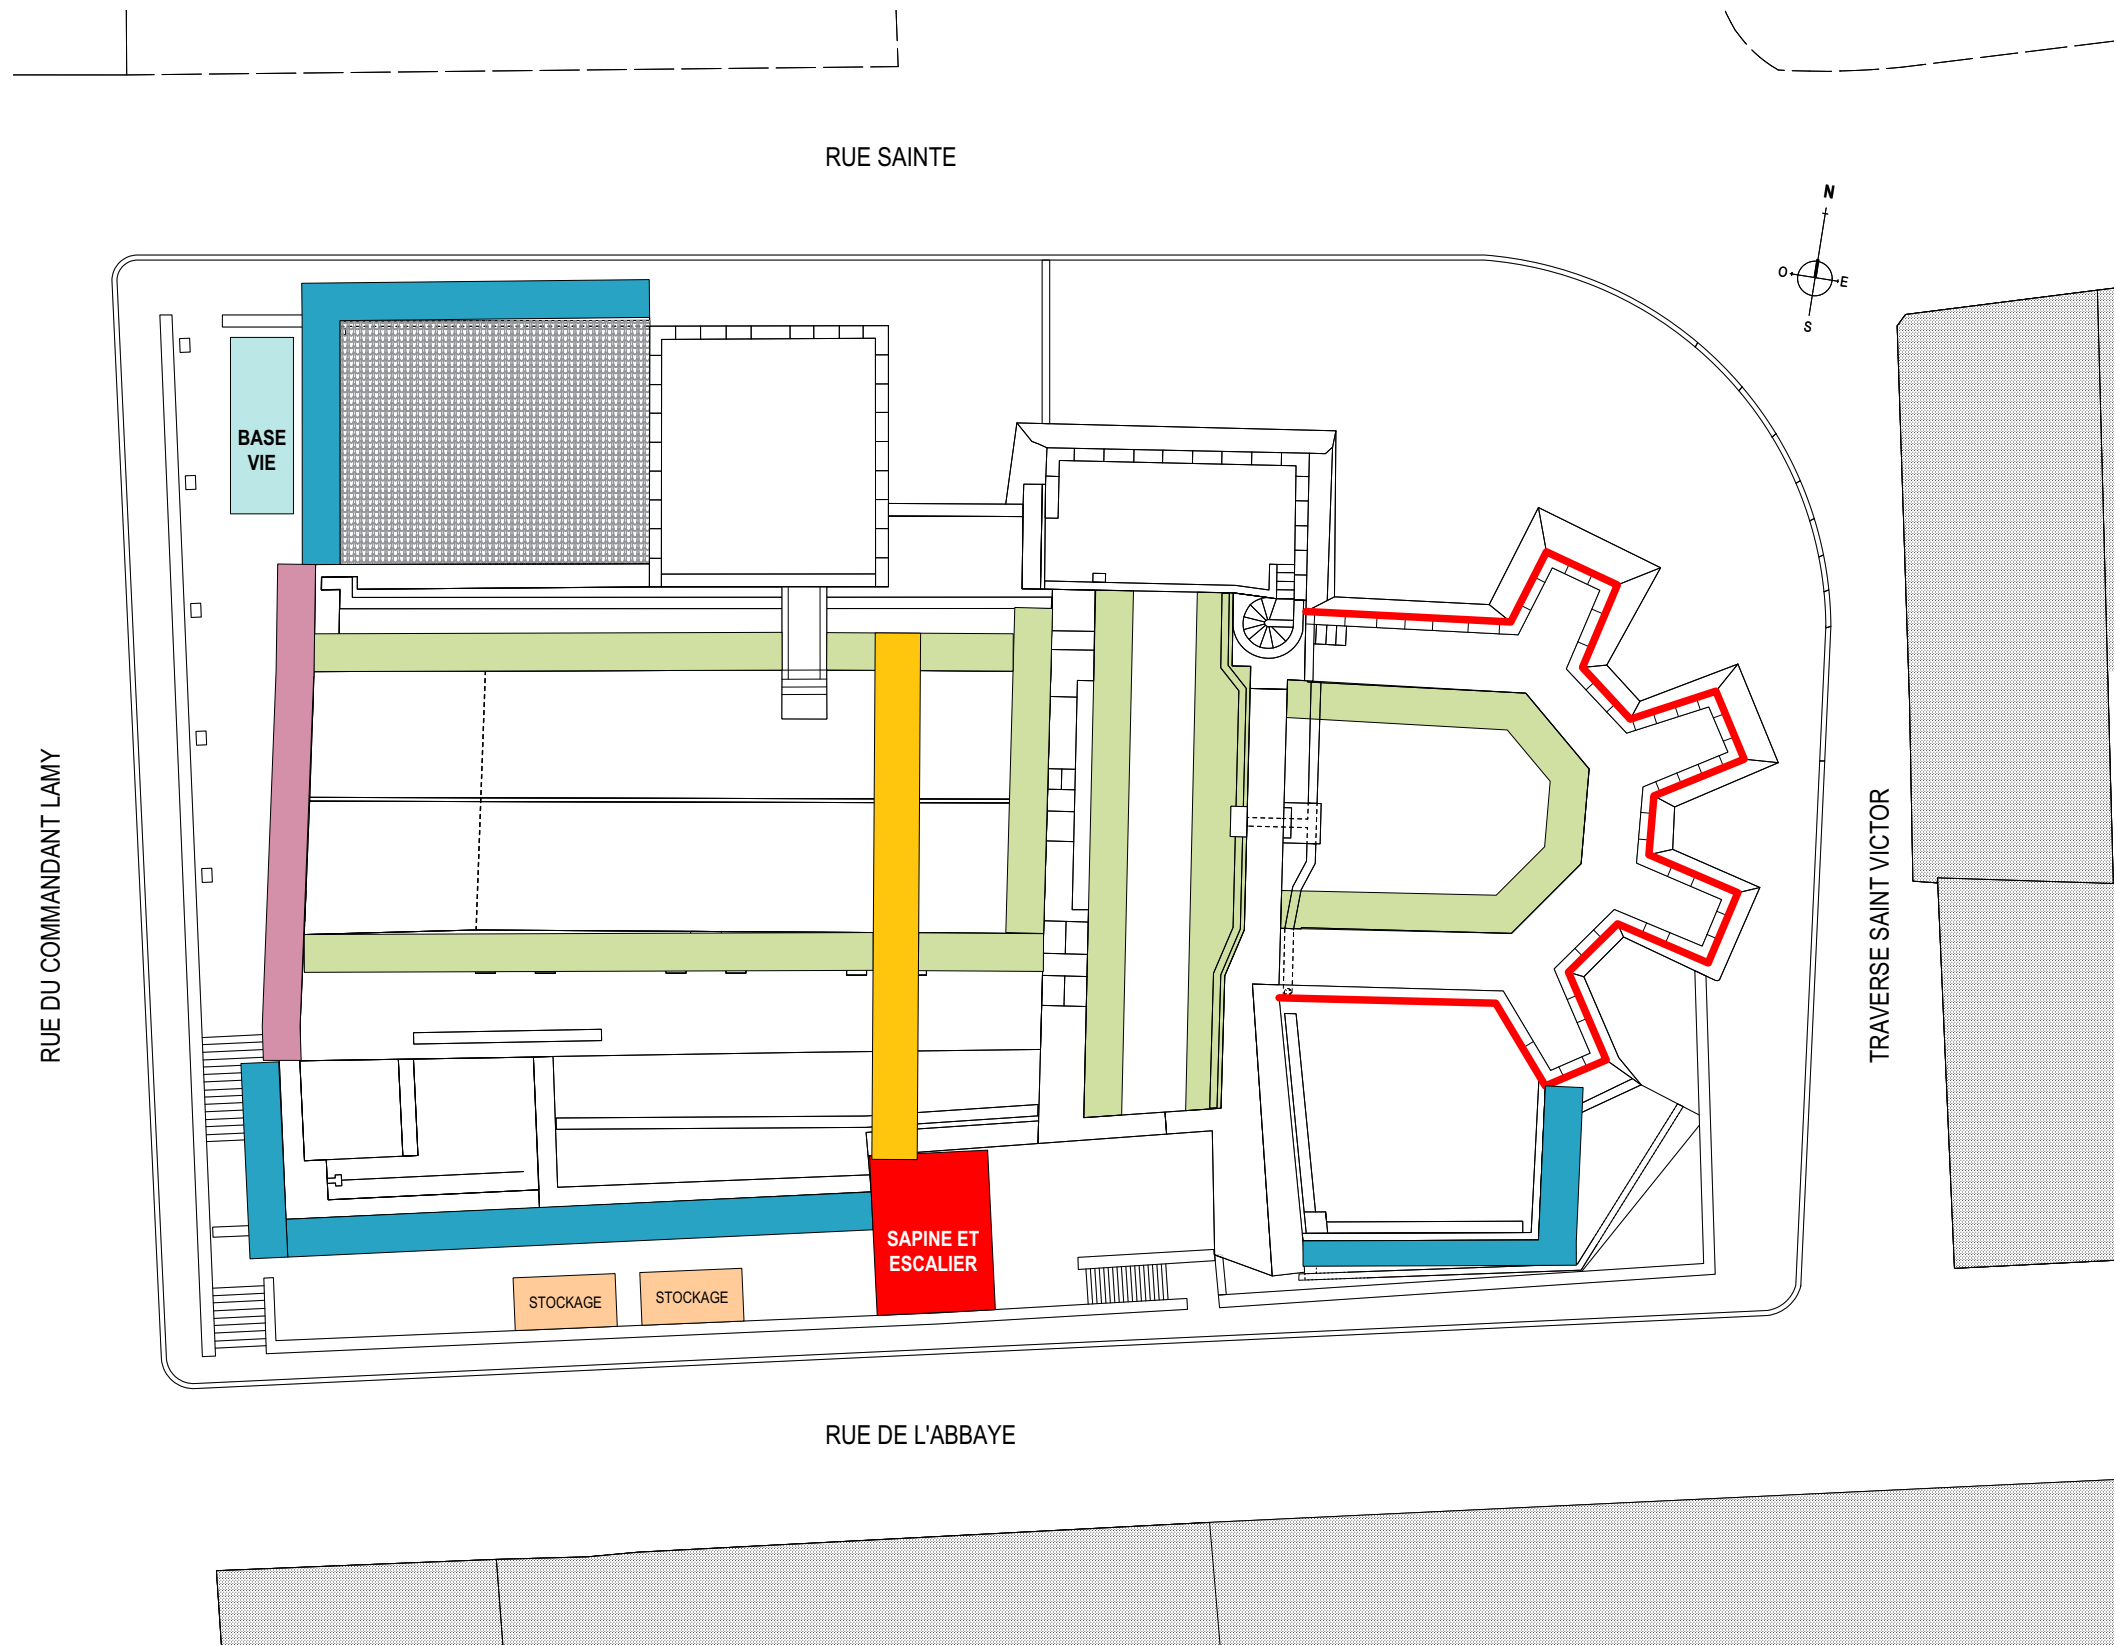 RUE SAINTE
N
O
E
S
BASE
VIE
RUE DU COMMANDANT LAMY
TRAVERSE SAINT VICTOR
SAPINE ET
ESCALIER
STOCKAGE
STOCKAGE
RUE DE L'ABBAYE